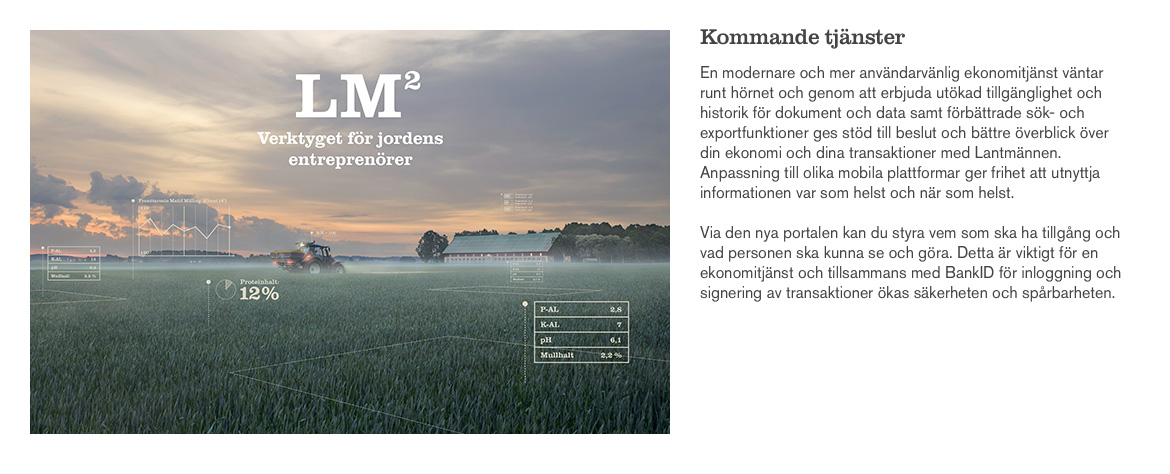 LM²
Verktyget för jordens
entreprenörer
Proteinhalt:
12%
P-AL 2,8
K-AL 7
pH 6,1
Mullhalt 2,2 %
Kommande tjänster
En modernare och mer användarvänlig ekonomitjänst väntar
runt hörnet och genom att erbjuda utökad tillgänglighet och
historik för dokument och data samt förbättrade sök- och
exportfunktioner ges stöd till beslut och bättre överblick över
din ekonomi och dina transaktioner med Lantmännen.
Anpassning till olika mobila plattformar ger frihet att utnyttja
informationen var som helst och när som helst.
Via den nya portalen kan du styra vem som ska ha tillgång och
vad personen ska kunna se och göra. Detta är viktigt för en
ekonomitjänst och tillsammans med BankID för inloggning och
signering av transaktioner ökas säkerheten och spårbarheten.